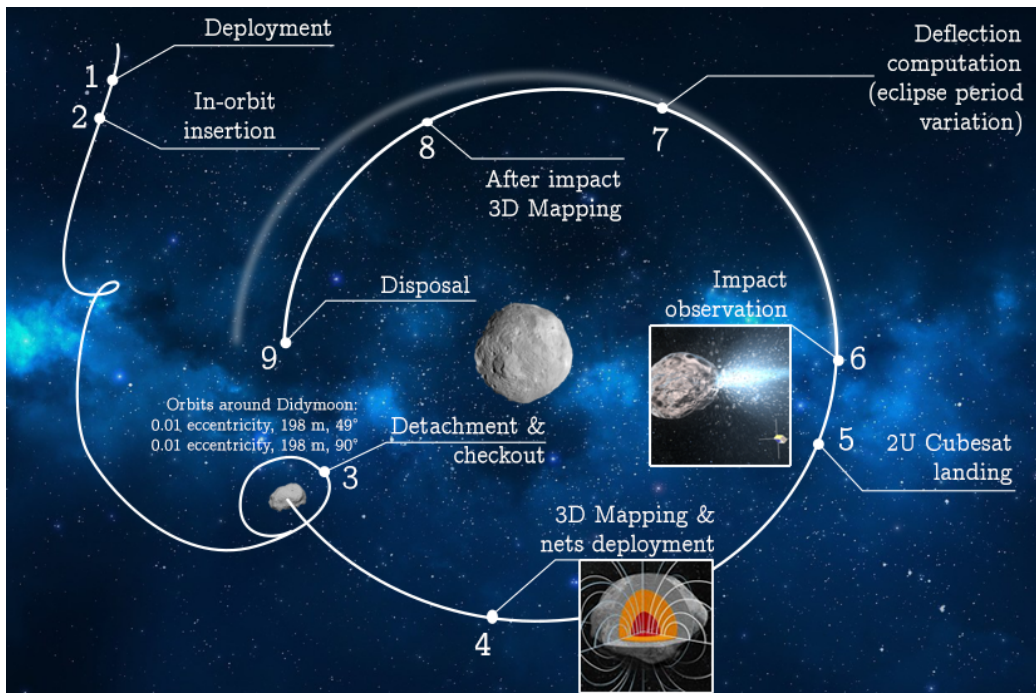 Deployment
1
2
In-orbit
insertion
Deflection
computation
(eclipse period
variation)
7
8
After impact
3D Mapping
Disposal
9
Impact
observation
6
Orbits around Didymoon:
0.01 eccentricity, 198 m, 49°
0.01 eccentricity, 198 m, 90°
Detachment &
checkout
3
5
2U Cubesat
landing
3D Mapping &
nets deployment
4